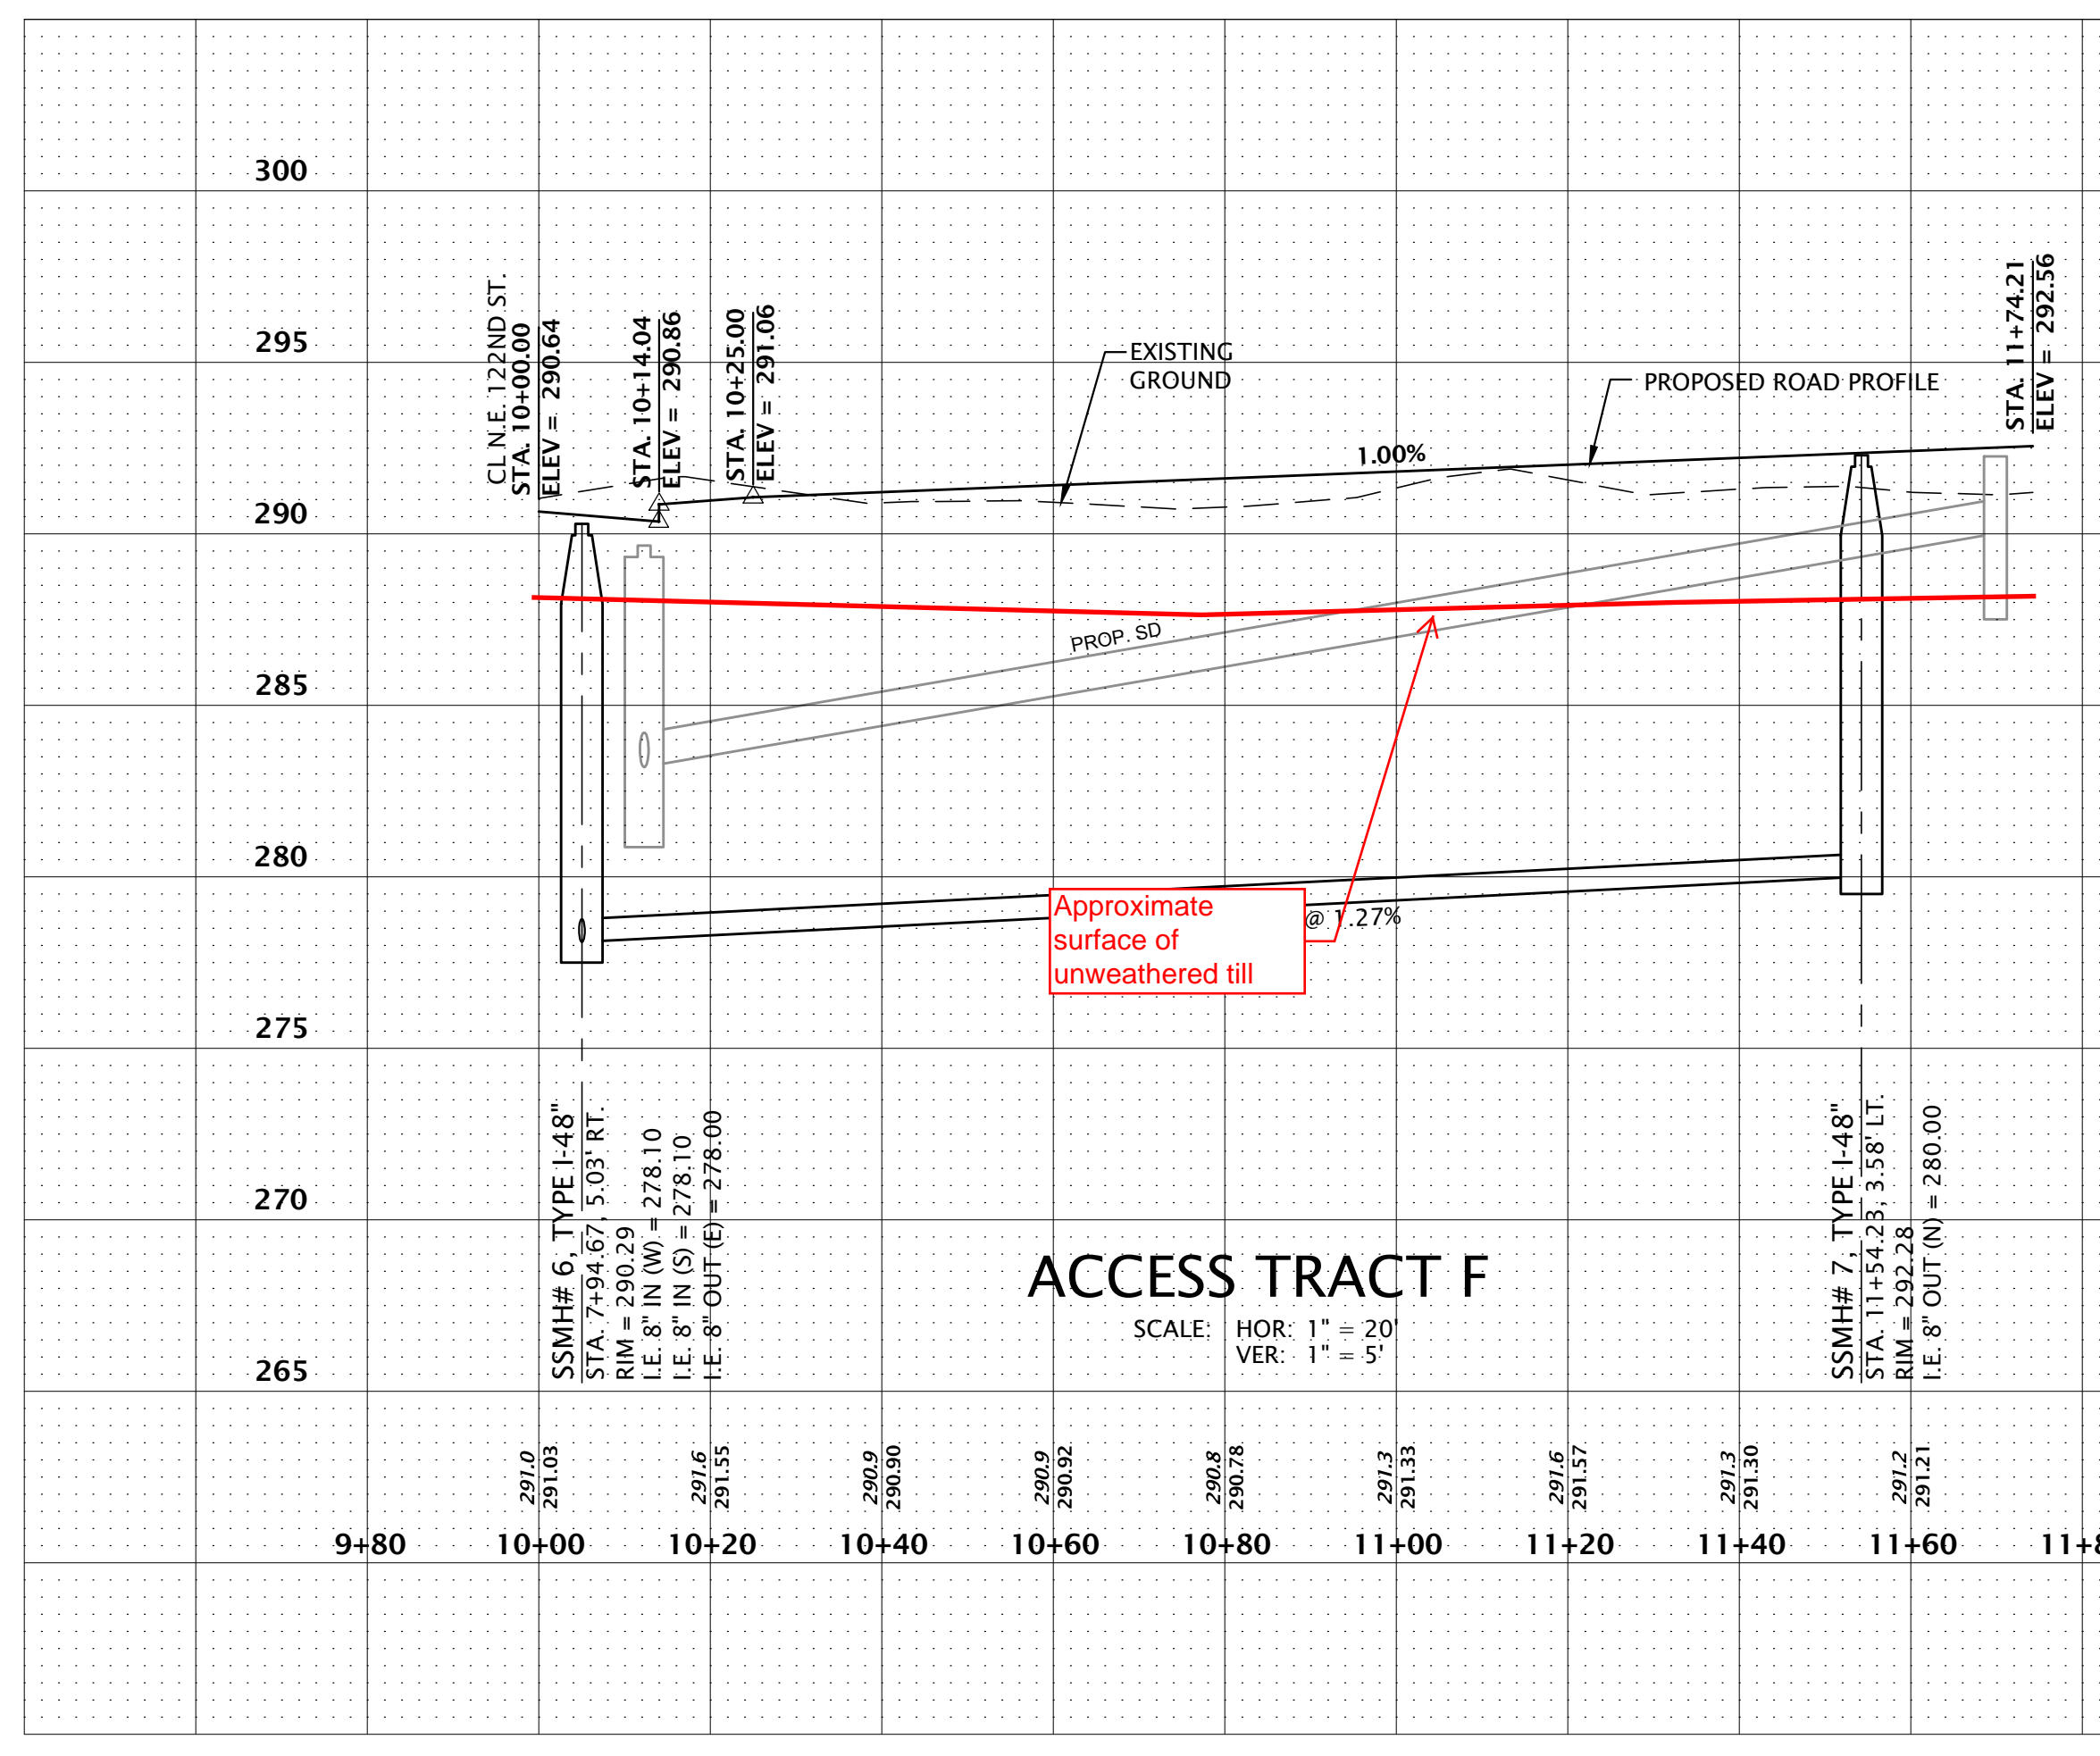 300
295
290
285
280
275
270
265
CL N.E. 122ND ST.
STA. 10+00.00
ELEV = 290.64
STA. 10+14.04
ELEV = 290.86
STA. 10+25.00
ELEV = 291.06
EXISTING
GROUND
1.00%
PROPOSED ROAD PROFILE
STA. 11+74.21
ELEV = 292.56
PROP. SD
Approximate
surface of
unweathered till
@ 1.27%
SSMH# 6, TYPE I-48"
STA. 7+94.67, 5.03' RT.
RIM = 290.29
I.E. 8" IN (W) = 278.10
I.E. 8" IN (S) = 278.10
I.E. 8" OUT (E) = 278.00
SSMH# 7, TYPE I-48"
STA. 11+54.23, 3.58' LT.
RIM = 292.28
I.E. 8" OUT (N) = 280.00
ACCESS TRACT F
SCALE: HOR: 1" = 20'
VER: 1" = 5'
291.0
291.03
291.6
291.55
290.9
290.90
290.9
290.92
290.8
290.78
291.3
291.33
291.6
291.57
291.3
291.30
291.2
291.21
9+80 10+00 10+20 10+40 10+60 10+80 11+00 11+20 11+40 11+60 11+8